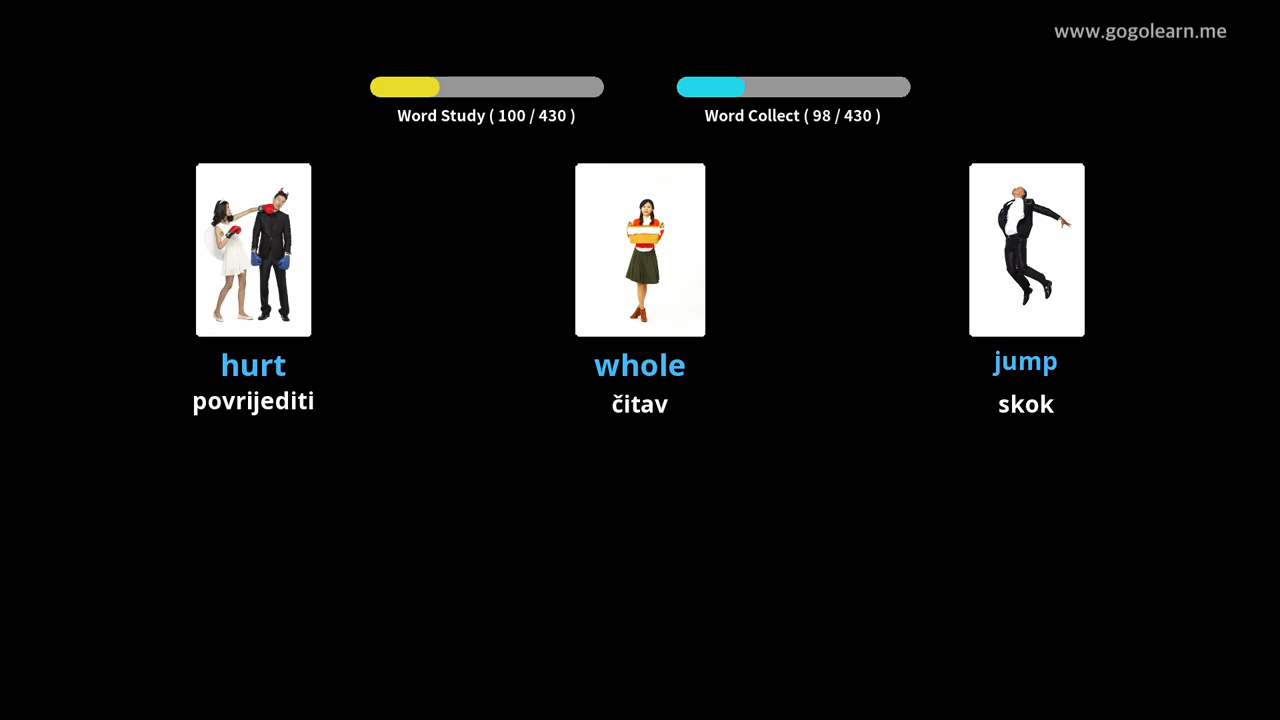 www.gogolearn.me
Word Study ( 100 / 430 )
Word Collect ( 98 / 430 )
hurt
povrijediti
whole
čitav
jump
skok